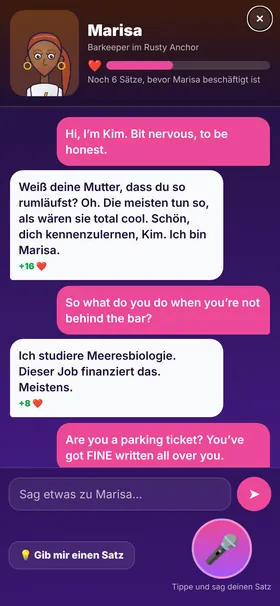 Marisa
Barkeeper im Rusty Anchor
Noch 6 Sätze, bevor Marisa beschäftigt ist
Hi, I'm Kim. Bit nervous, to be
honest.
Weiß deine Mutter, dass du so
rumläufst? Oh. Die meisten tun so,
als wären sie total cool. Schön,
dich kennenzulernen, Kim. Ich bin
Marisa.
+16
So what do you do when you're not
behind the bar?
Ich studiere Meeresbiologie.
Dieser Job finanziert das.
Meistens.
+8
Are you a parking ticket? You've
got FINE written all over you.
Sag etwas zu Marisa...
Gib mir einen Satz
Tippe und sag deinen Satz